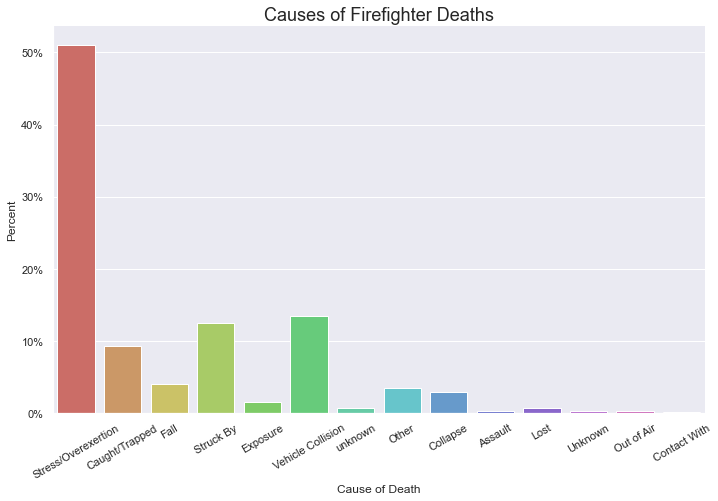 Causes of Firefighter Deaths
Percent
50%
40%
30%
20%
10%
0%
Stress/Overexertion
Caught/Trapped
Fall
Struck By
Exposure
Vehicle Collision
unknown
Other
Collapse
Assault
Lost
Unknown
Out of Air
Contact With
Cause of Death